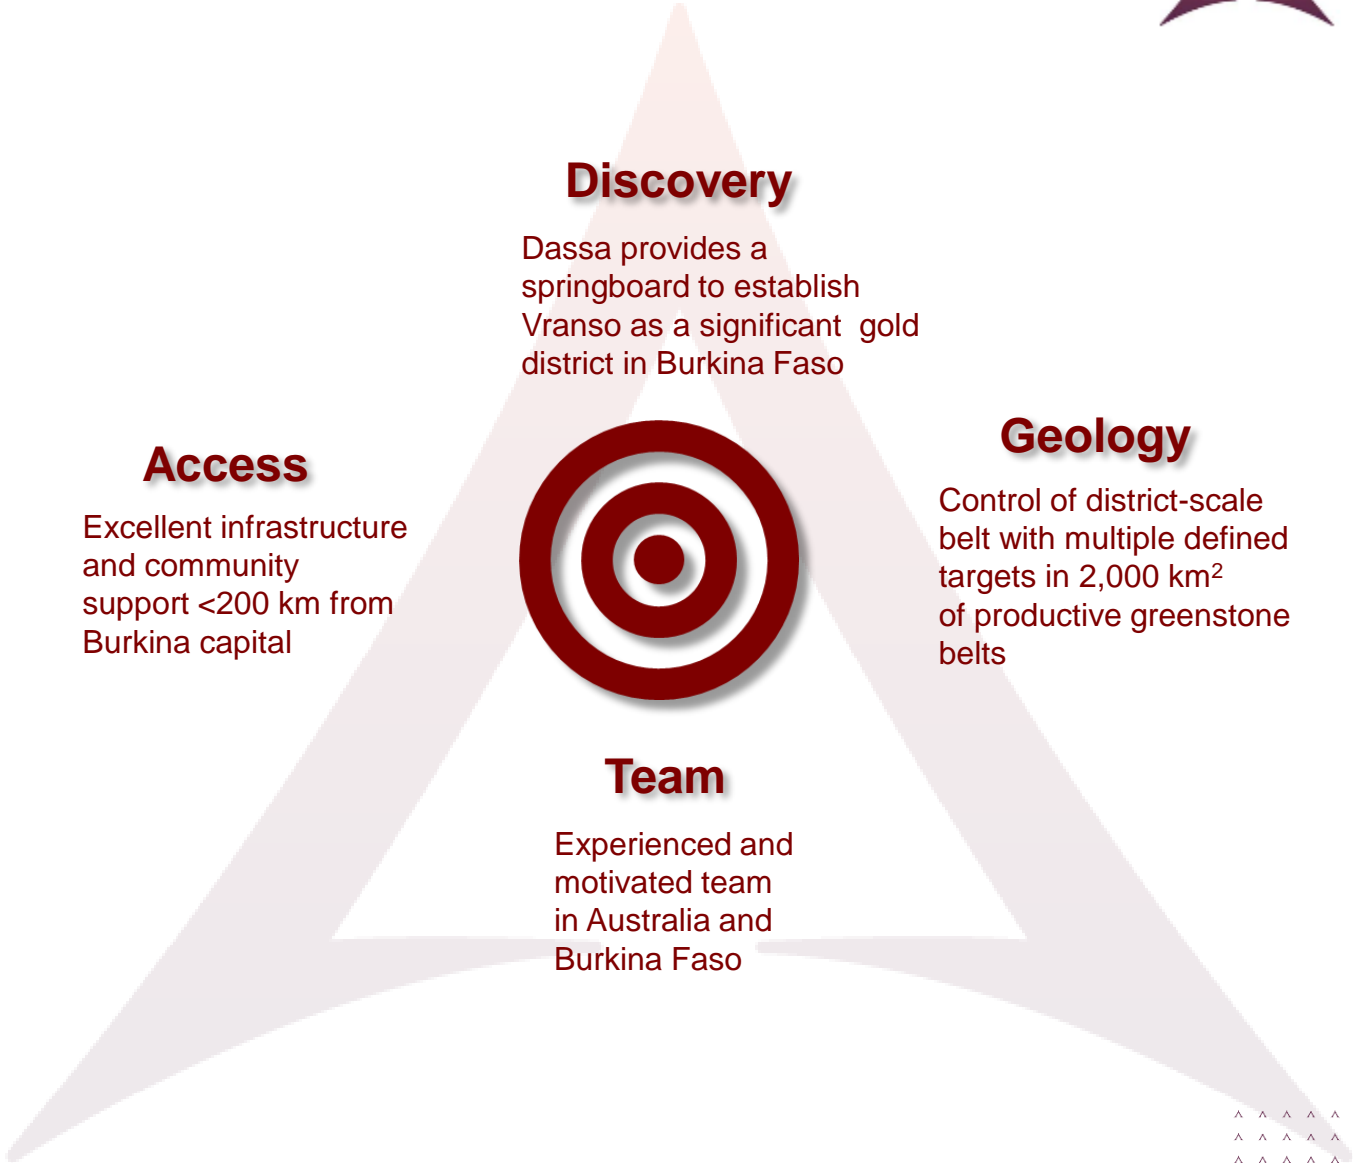 Discovery
Dassa provides a
springboard to establish
Vranso as a significant  gold
district in Burkina Faso
Access
Excellent infrastructure
and community
support <200 km from
Burkina capital
Geology
Control of district-scale
belt with multiple defined
targets in 2,000 km²
of productive greenstone
belts
Team
Experienced and
motivated team
in Australia and
Burkina Faso